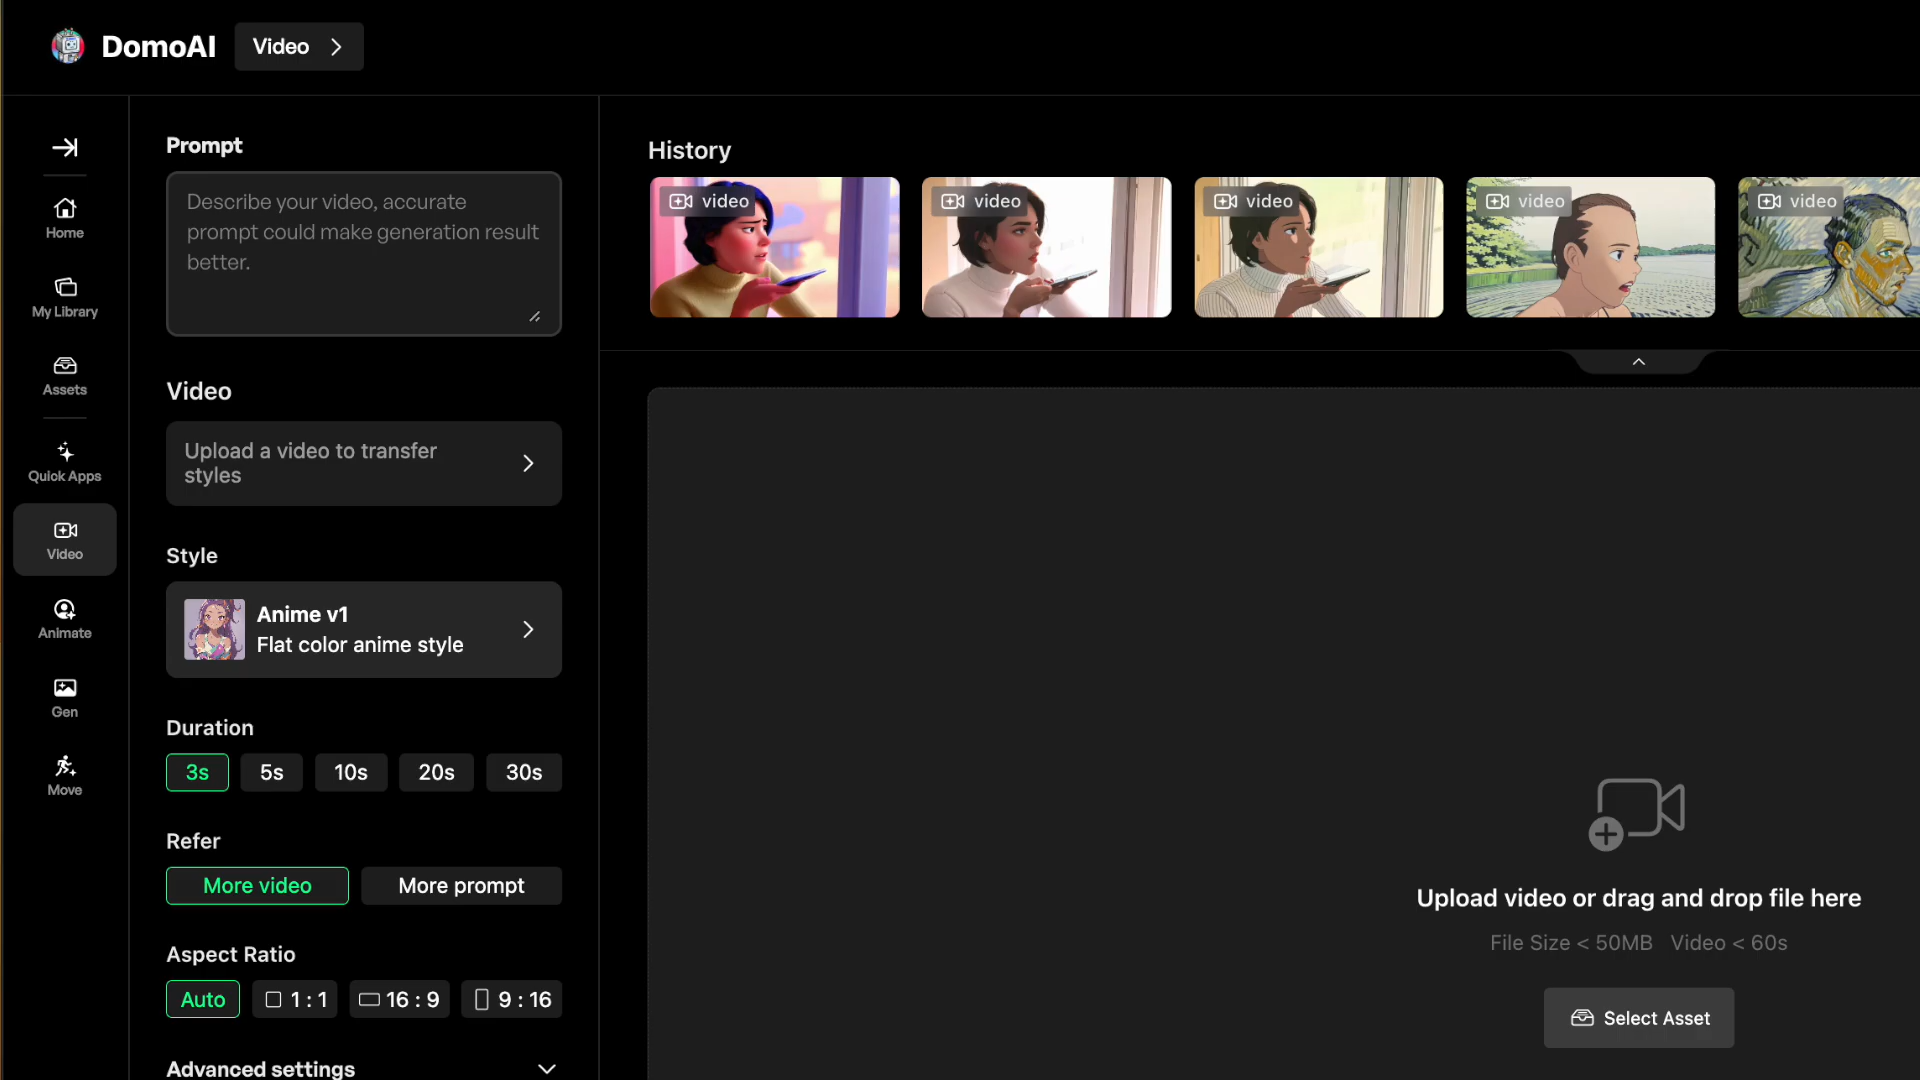 DomoAI
Video
Home
My Library
Assets
Quick Apps
Video
Animate
Gen
Move
Prompt
Describe your video, accurate
prompt could make generation result
better.
Video
Upload a video to transfer
styles
Style
Anime v1
Flat color anime style
Duration
3s 5s 10s 20s 30s
Refer
More video More prompt
Aspect Ratio
Auto 1 : 1 16 : 9 9 : 16
Advanced settings
History
video video video video video
Upload video or drag and drop file here
File Size < 50MB Video < 60s
Select Asset